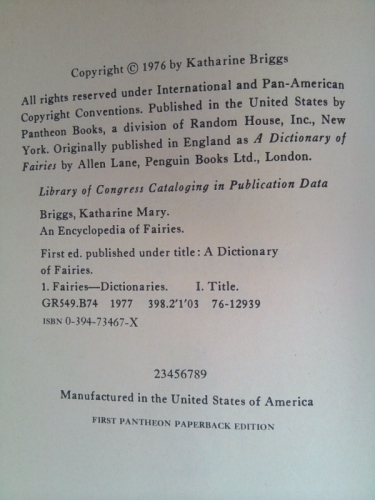 Copyright © 1976 by Katharine Briggs
All rights reserved under International and Pan-American
Copyright Conventions. Published in the United States by
Pantheon Books, a division of Random House, Inc., New
York. Originally published in England as A Dictionary of
Fairies by Allen Lane, Penguin Books Ltd., London.
Library of Congress Cataloging in Publication Data
Briggs, Katharine Mary.
An Encyclopedia of Fairies.
First ed. published under title: A Dictionary
of Fairies.
1. Fairies—Dictionaries. I. Title.
GR549.B74 1977 398.2'1'03 76-12939
ISBN 0-394-73467-X
23456789
Manufactured in the United States of America
FIRST PANTHEON PAPERBACK EDITION